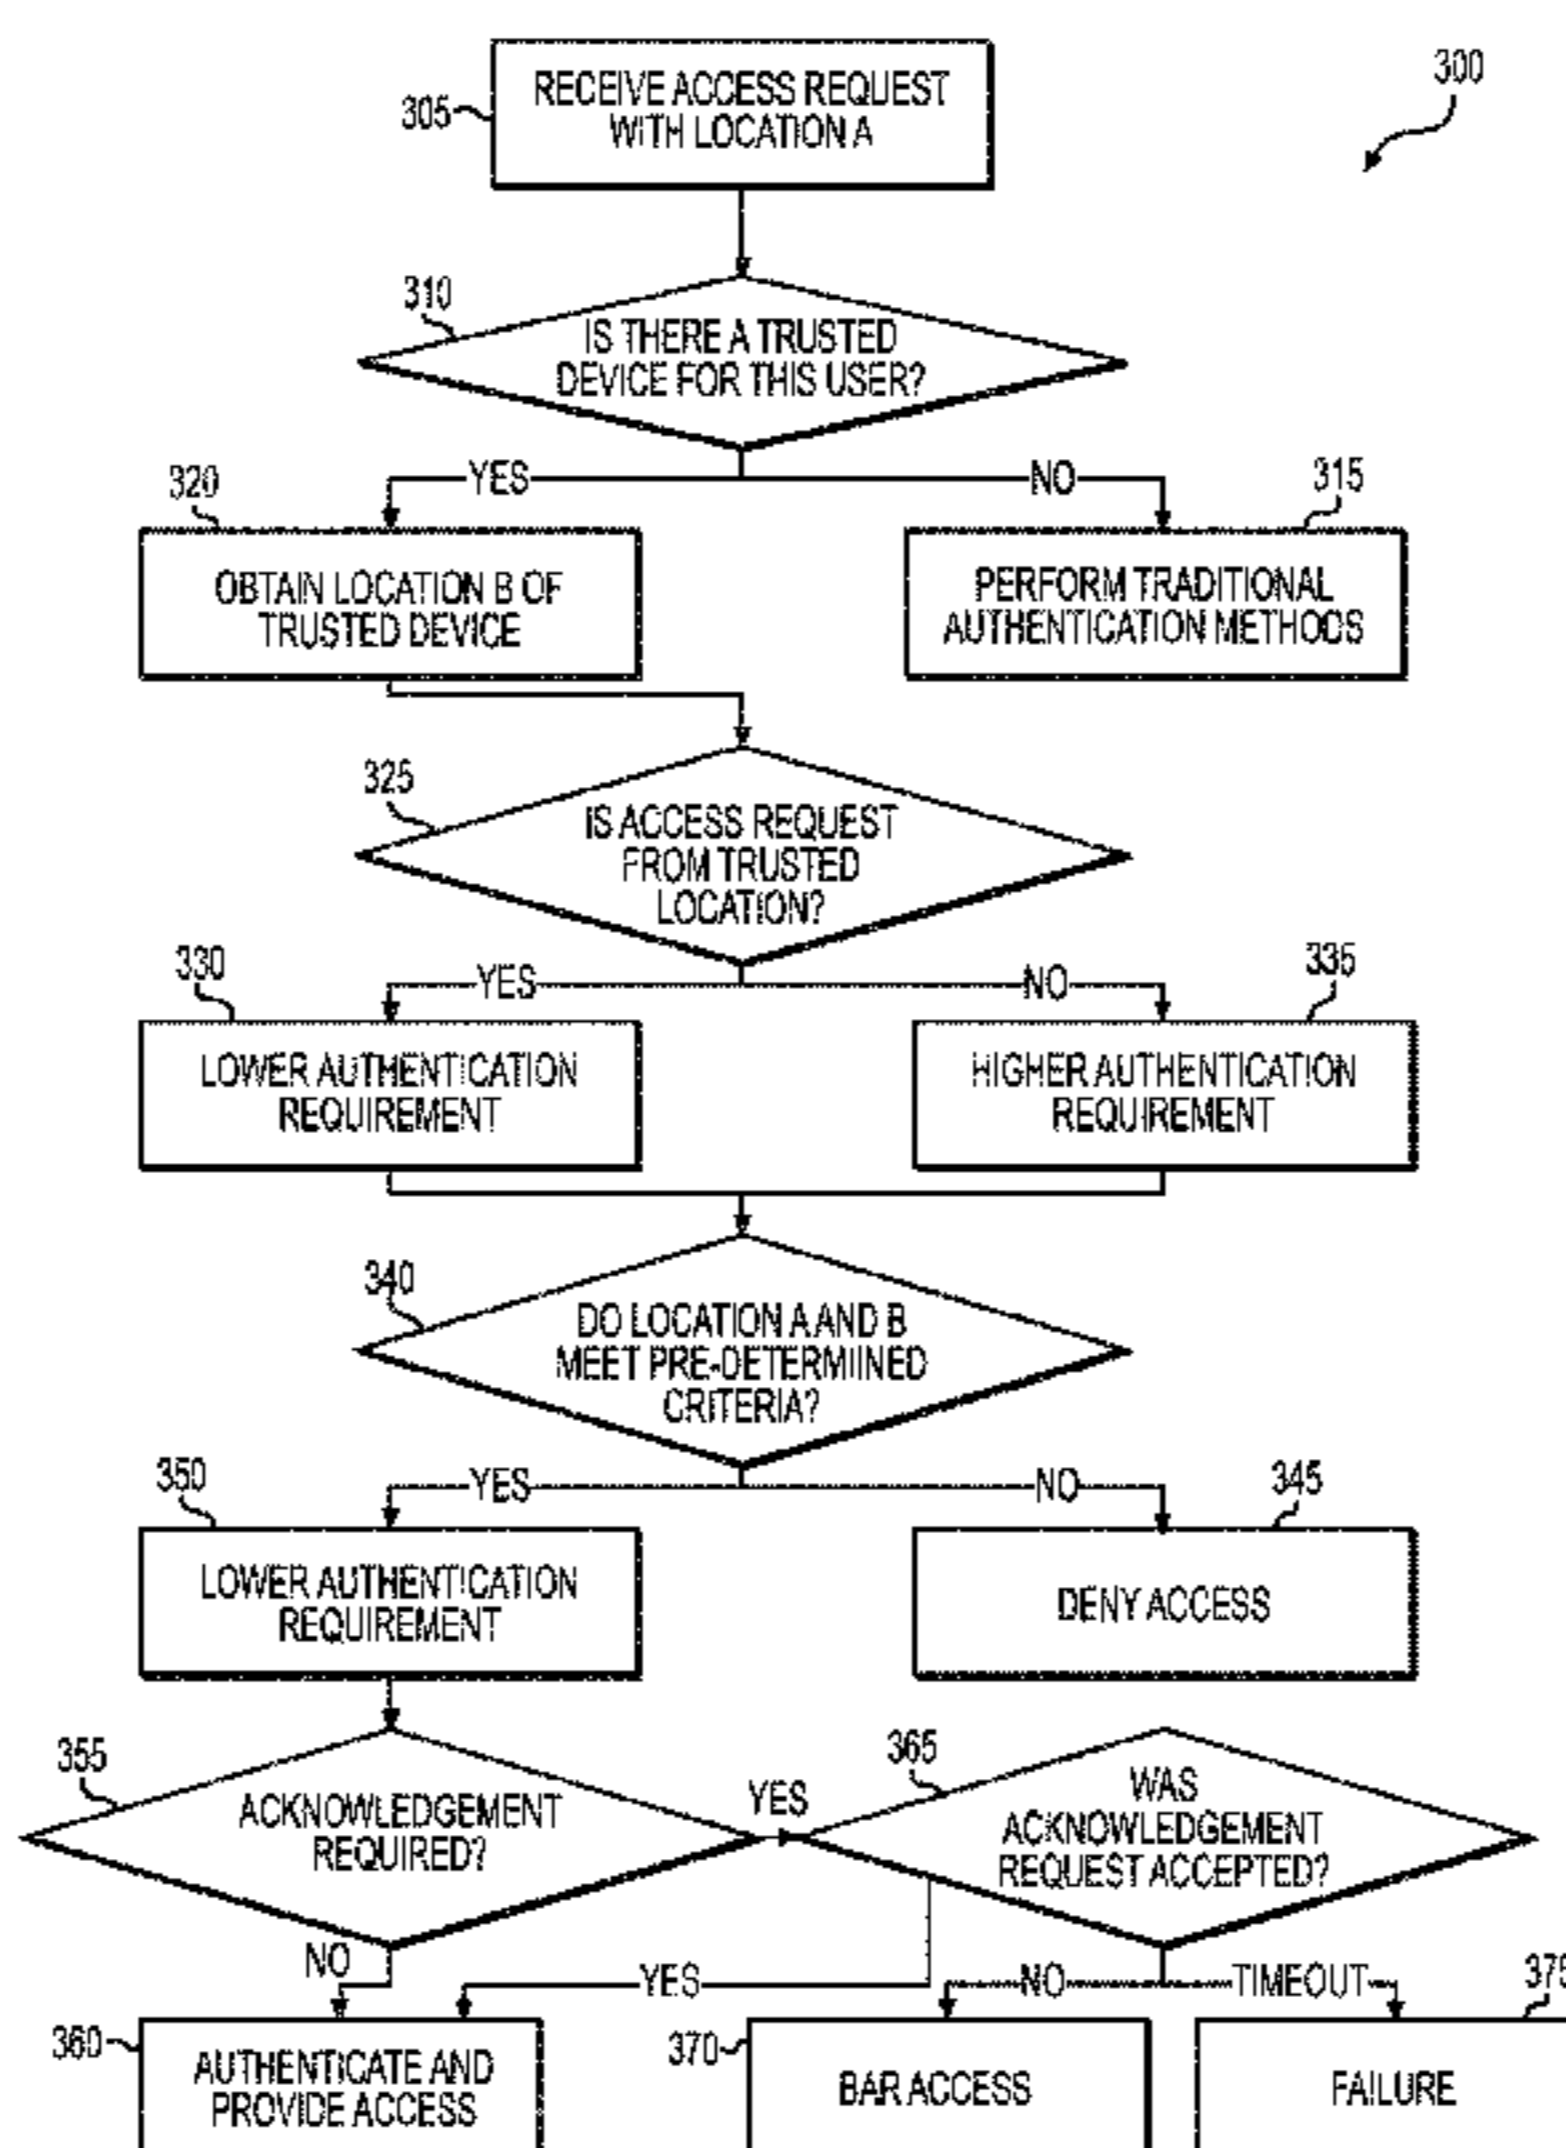 300
305
RECEIVE ACCESS REQUEST
WITH LOCATION A
310
IS THERE A TRUSTED
DEVICE FOR THIS USER?
YES
NO
320
315
OBTAIN LOCATION B OF
TRUSTED DEVICE
PERFORM TRADITIONAL
AUTHENTICATION METHODS
325
IS ACCESS REQUEST
FROM TRUSTED
LOCATION?
YES
NO
330
335
LOWER AUTHENTICATION
REQUIREMENT
HIGHER AUTHENTICATION
REQUIREMENT
340
DO LOCATION A AND B
MEET PRE-DETERMINED
CRITERIA?
YES
NO
350
345
LOWER AUTHENTICATION
REQUIREMENT
DENY ACCESS
355
ACKNOWLEDGEMENT
REQUIRED?
YES
365
WAS
ACKNOWLEDGEMENT
REQUEST ACCEPTED?
NO
YES
NO
TIMEOUT
375
360
AUTHENTICATE AND
PROVIDE ACCESS
370
BAR ACCESS
FAILURE